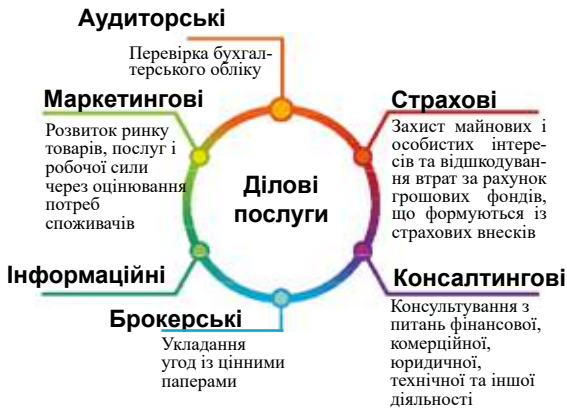 Аудиторські
Перевірка бухгал-
терського обліку
Маркетингові
Розвиток ринку
товарів, послуг і
робочої сили
через оцінювання
потреб
споживачів
Страхові
Захист майнових і
особистих інтере-
сів та відшкодуван-
ня втрат за рахунок
грошових фондів,
що формуються із
страхових внесків
Ділові
послуги
Інформаційні
Брокерські
Укладання
угод із цінними
паперами
Консалтингові
Консультування з
питань фінансової,
комерційної,
юридичної,
технічної та іншої
діяльності